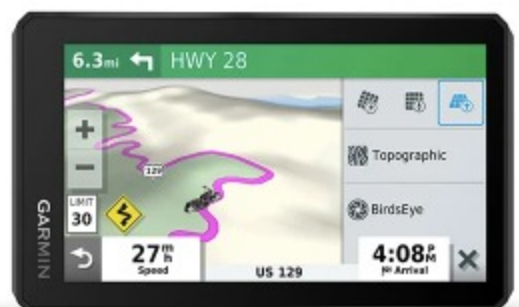 6.3mi HWY 28
129
Topographic
LIMIT
30
BirdsEye
27 mh
Speed
US 129
4:08 PM
Arrival
GARMIN